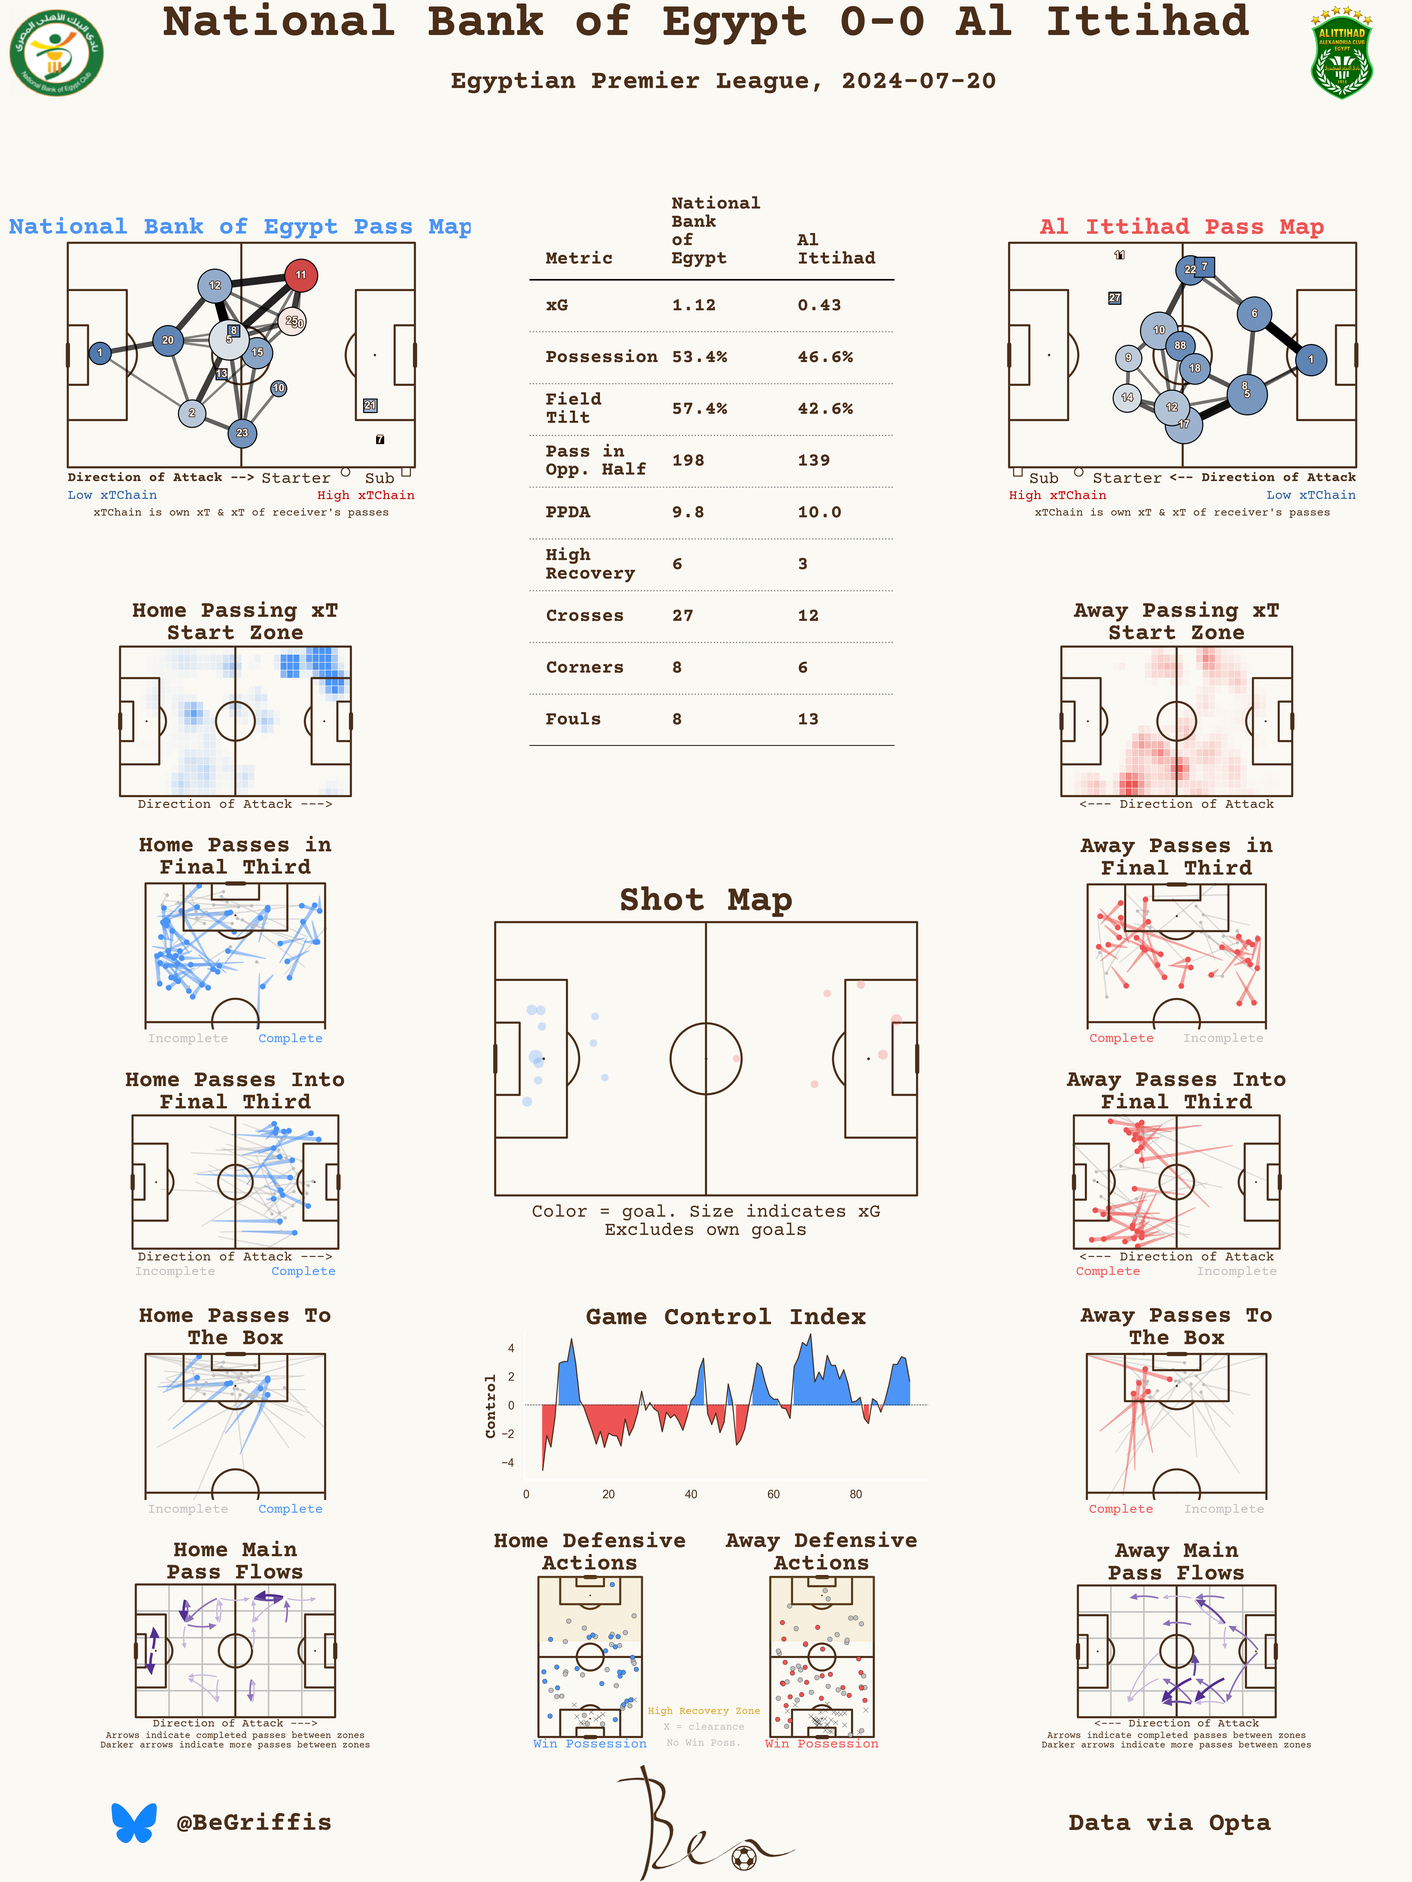 National Bank of Egypt 0-0 Al Ittihad
Egyptian Premier League, 2024-07-20
نادي البنك الأهلي المصري
National Bank of Egypt Club
ALITTIHAD
ALEXANDRIA CLUB
EGYPT
1914
National Bank of Egypt Pass Map
12
11
25
30
8
5
20
1
15
13
10
2
23
21
7
Direction of Attack --> Starter Sub
Low xTChain High xTChain
xTChain is own xT & xT of receiver's passes
Metric National Bank of Egypt Al Ittihad
xG 1.12 0.43
Possession 53.4% 46.6%
Field Tilt 57.4% 42.6%
Pass in Opp. Half 198 139
PPDA 9.8 10.0
High Recovery 6 3
Crosses 27 12
Corners 8 6
Fouls 8 13
Al Ittihad Pass Map
11
22
7
27
6
10
88
9
18
1
8
5
14
12
17
Sub Starter <-- Direction of Attack
High xTChain Low xTChain
xTChain is own xT & xT of receiver's passes
Home Passing xT
Start Zone
Direction of Attack --->
Away Passing xT
Start Zone
<--- Direction of Attack
Home Passes in
Final Third
Incomplete Complete
Away Passes in
Final Third
Complete Incomplete
Shot Map
Color = goal. Size indicates xG
Excludes own goals
Home Passes Into
Final Third
Direction of Attack --->
Incomplete Complete
Away Passes Into
Final Third
<--- Direction of Attack
Complete Incomplete
Home Passes To
The Box
Incomplete Complete
Game Control Index
Control
4
2
0
−2
−4
0 20 40 60 80
Away Passes To
The Box
Complete Incomplete
Home Main
Pass Flows
Direction of Attack --->
Arrows indicate completed passes between zones
Darker arrows indicate more passes between zones
Home Defensive
Actions
Win Possession
High Recovery Zone
X = clearance
No Win Poss.
Away Defensive
Actions
Win Possession
Away Main
Pass Flows
<--- Direction of Attack
Arrows indicate completed passes between zones
Darker arrows indicate more passes between zones
@BeGriffis
Ben
Data via Opta